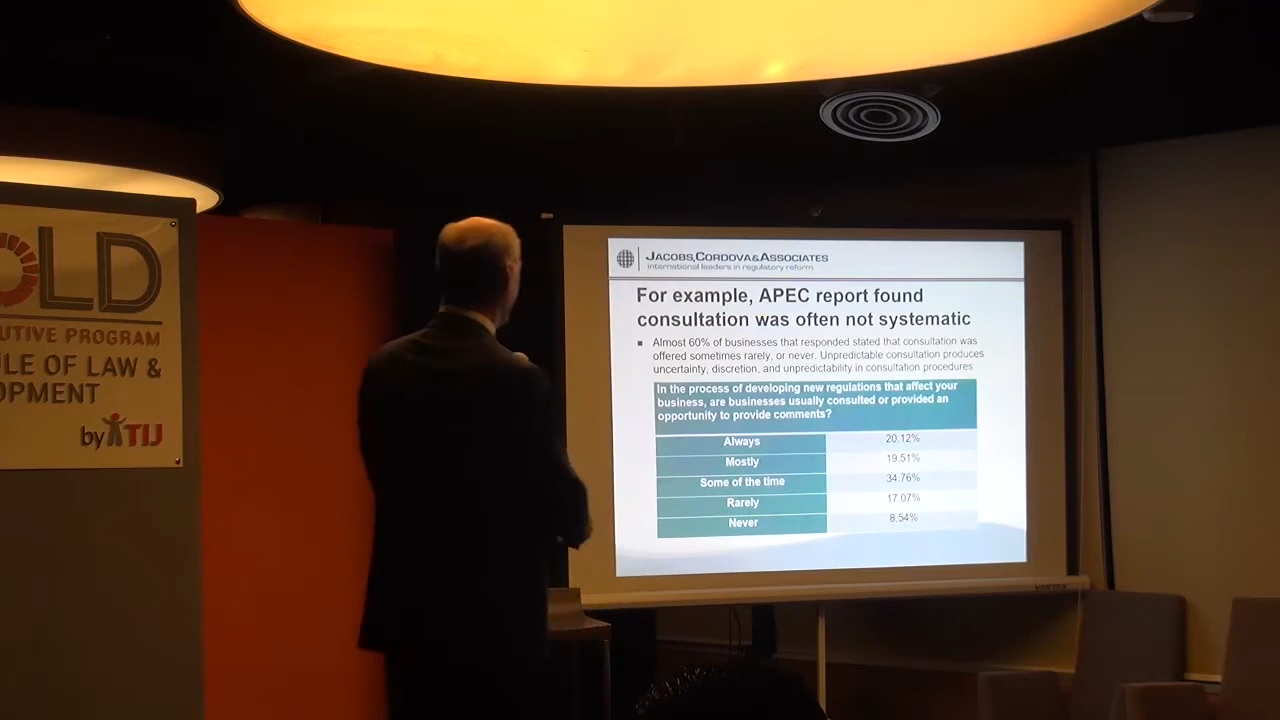 OLD
UTIVE PROGRAM
ULE OF LAW &
OPMENT
by TIJ
JACOBS, CORDOVA & ASSOCIATES
international leaders in regulatory reform
For example, APEC report found
consultation was often not systematic
Almost 60% of businesses that responded stated that consultation was
offered sometimes rarely, or never. Unpredictable consultation produces
uncertainty, discretion, and unpredictability in consultation procedures
In the process of developing new regulations that affect your
business, are businesses usually consulted or provided an
opportunity to provide comments?
Always 20.12%
Mostly 19.51%
Some of the time 34.76%
Rarely 17.07%
Never 8.54%